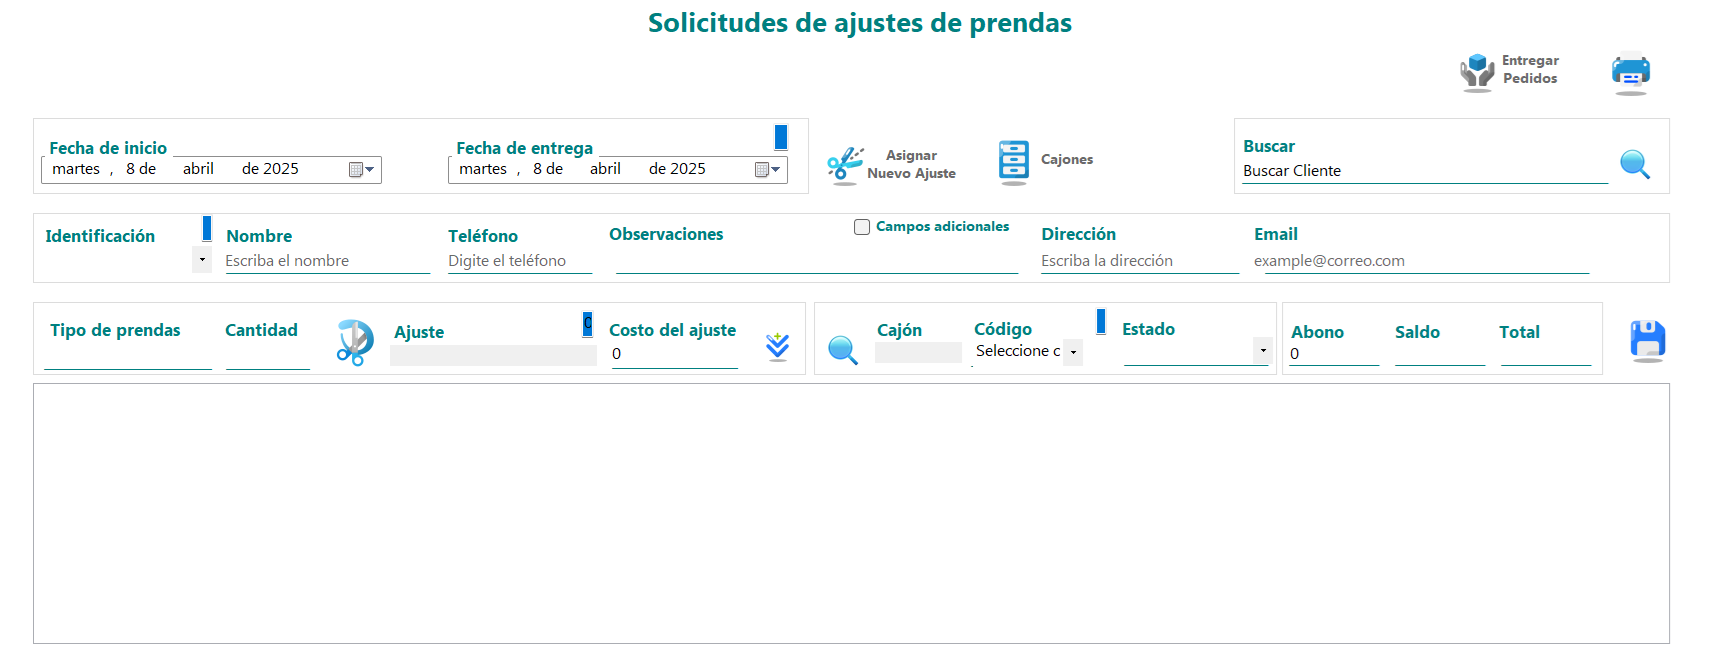 Solicitudes de ajustes de prendas
Entregar
Pedidos
Fecha de inicio
martes , 8 de abril de 2025
Fecha de entrega
martes , 8 de abril de 2025
Asignar
Nuevo Ajuste
Cajones
Buscar
Buscar Cliente
Identificación
Nombre
Escriba el nombre
Teléfono
Digite el teléfono
Observaciones
Campos adicionales
Dirección
Escriba la dirección
Email
example@correo.com
Tipo de prendas
Cantidad
Ajuste
0
Costo del ajuste
0
Cajón
Código
Seleccione c
Estado
Abono
0
Saldo
Total